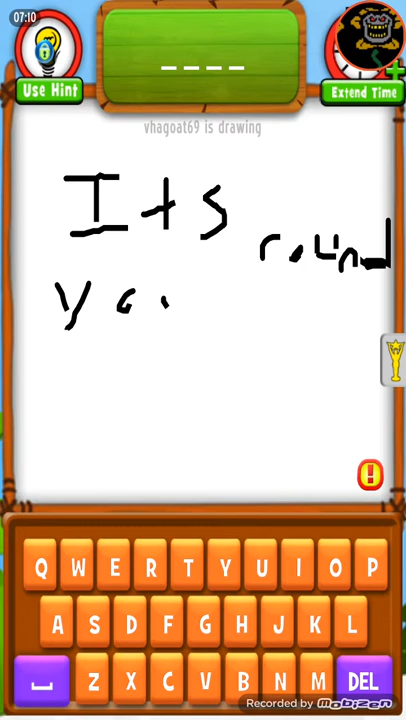 07:10
Use Hint
Extend Time
vhagoat69 is drawing
Its round
Q W E R T Y U I O P
A S D F G H J K L
Z X C V B N M DEL
Recorded by Mobizen